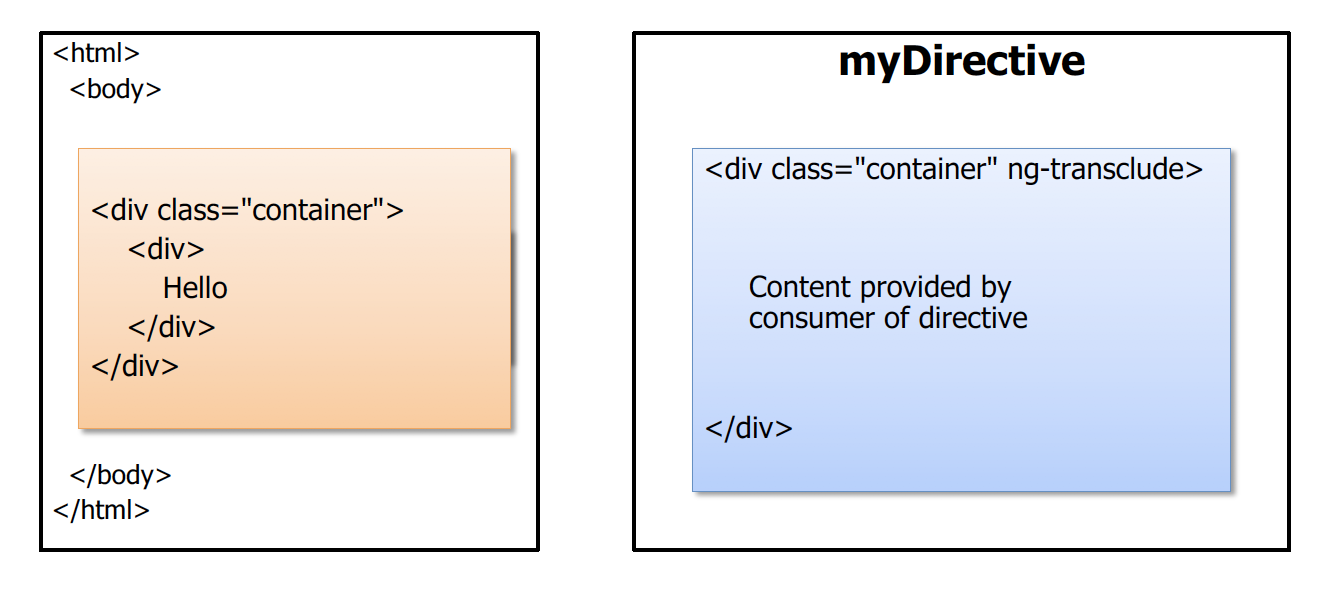 <html>
<body>
<div class="container">
<div>
Hello
</div>
</div>
</body>
</html>
myDirective
<div class="container" ng-transclude>
Content provided by
consumer of directive
</div>